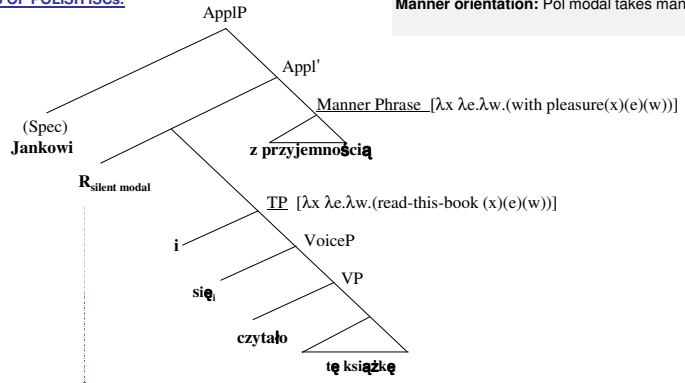 OF POLISH ISCs:
Manner orientation: Pol modal takes man
ApplP
Appl’
Manner Phrase [λx λe.λw.(with pleasure(x)(e)(w))]
(Spec)
Jankowi
z przyjemnością
R silent modal
TP [λx λe.λw.(read-this-book (x)(e)(w))]
i
VoiceP
się i
VP
czytało
tę książkę